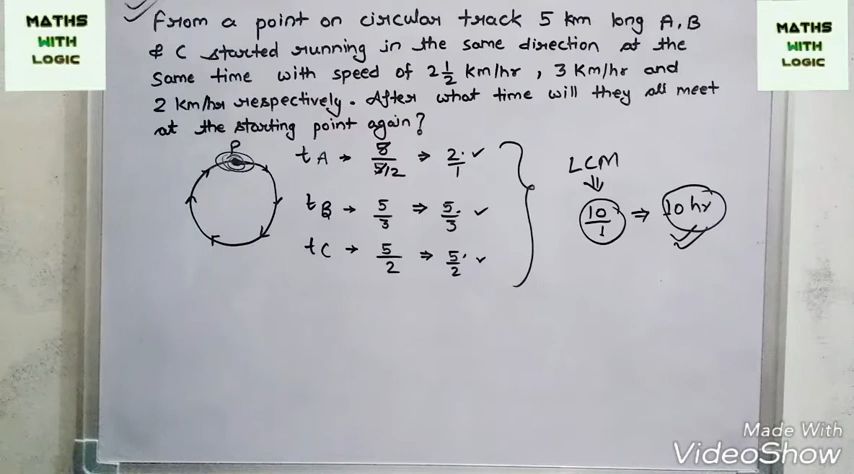 MATHS
WITH
LOGIC
From a point on circular track 5 km long A, B
& C started running in the same direction at the
same time with speed of 2 1/2 km/hr, 3 km/hr and
2 km/hr respectively. After what time will they all meet
at the starting point again?
P
tA → 5/5/2 ⇒ 2/1 ✓
tB → 5/3 ⇒ 5/3 ✓
tC → 5/2 ⇒ 5/2 ✓
LCM
⇓
10/1 ⇒ 10 hr
MATHS
WITH
LOGIC
Made With
VideoShow